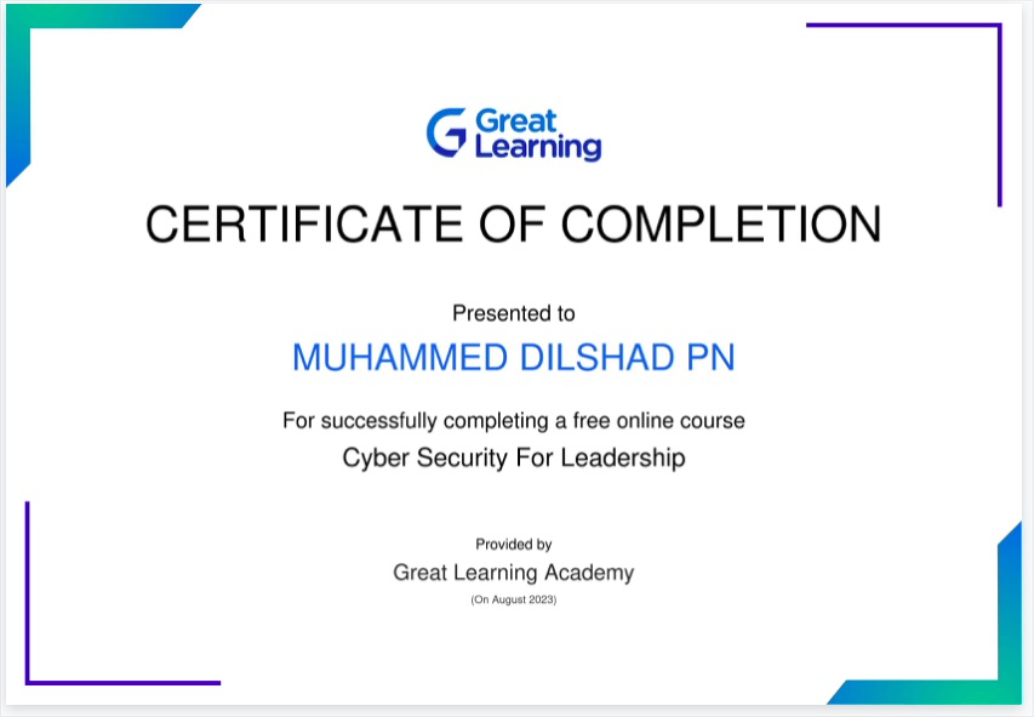 Great
Learning
CERTIFICATE OF COMPLETION
Presented to
MUHAMMED DILSHAD PN
For successfully completing a free online course
Cyber Security For Leadership
Provided by
Great Learning Academy
(On August 2023)